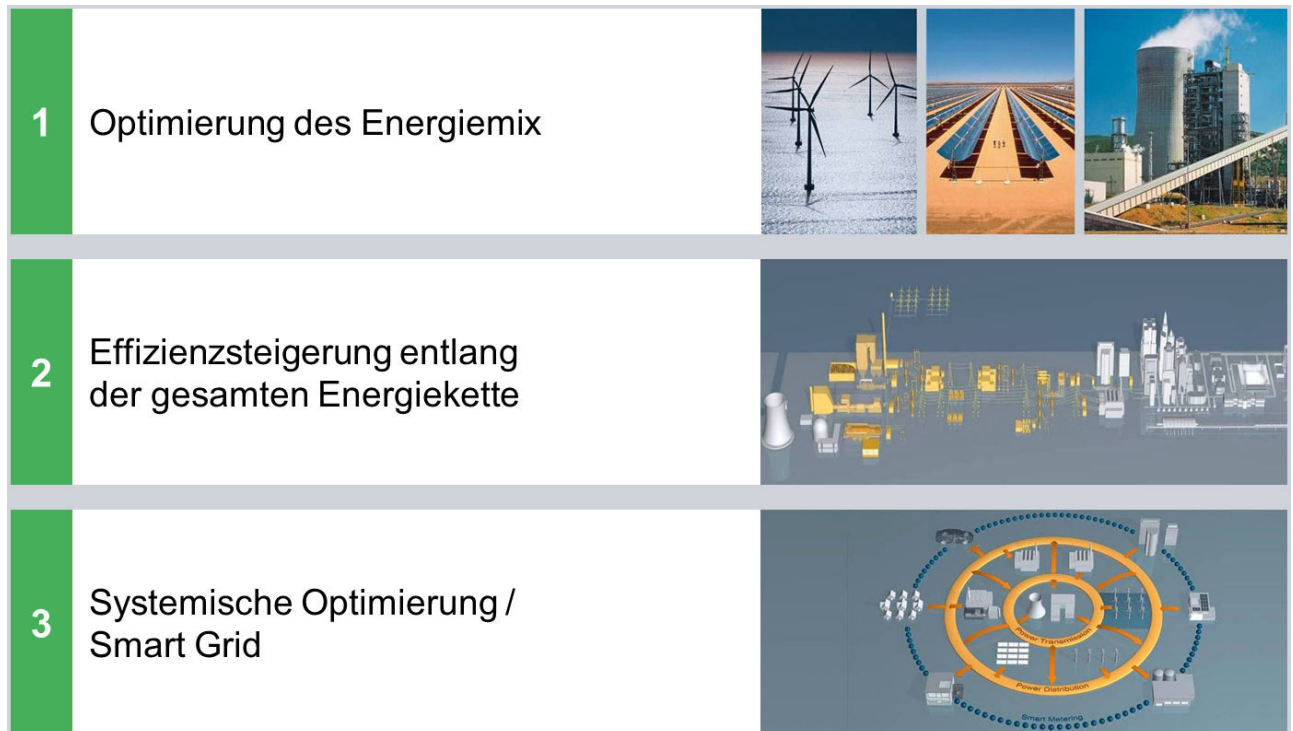 1
Optimierung des Energiemix
2
Effizienzsteigerung entlang
der gesamten Energiekette
3
Systemische Optimierung /
Smart Grid
Power Transmission
Power Distribution
Smart Metering